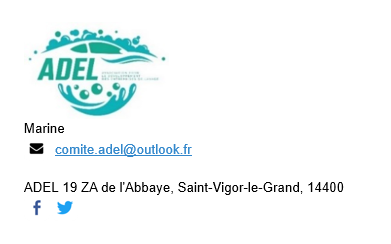 ADEL
Marine
comite.adel@outlook.fr
ADEL 19 ZA de l'Abbaye, Saint-Vigor-le-Grand, 14400